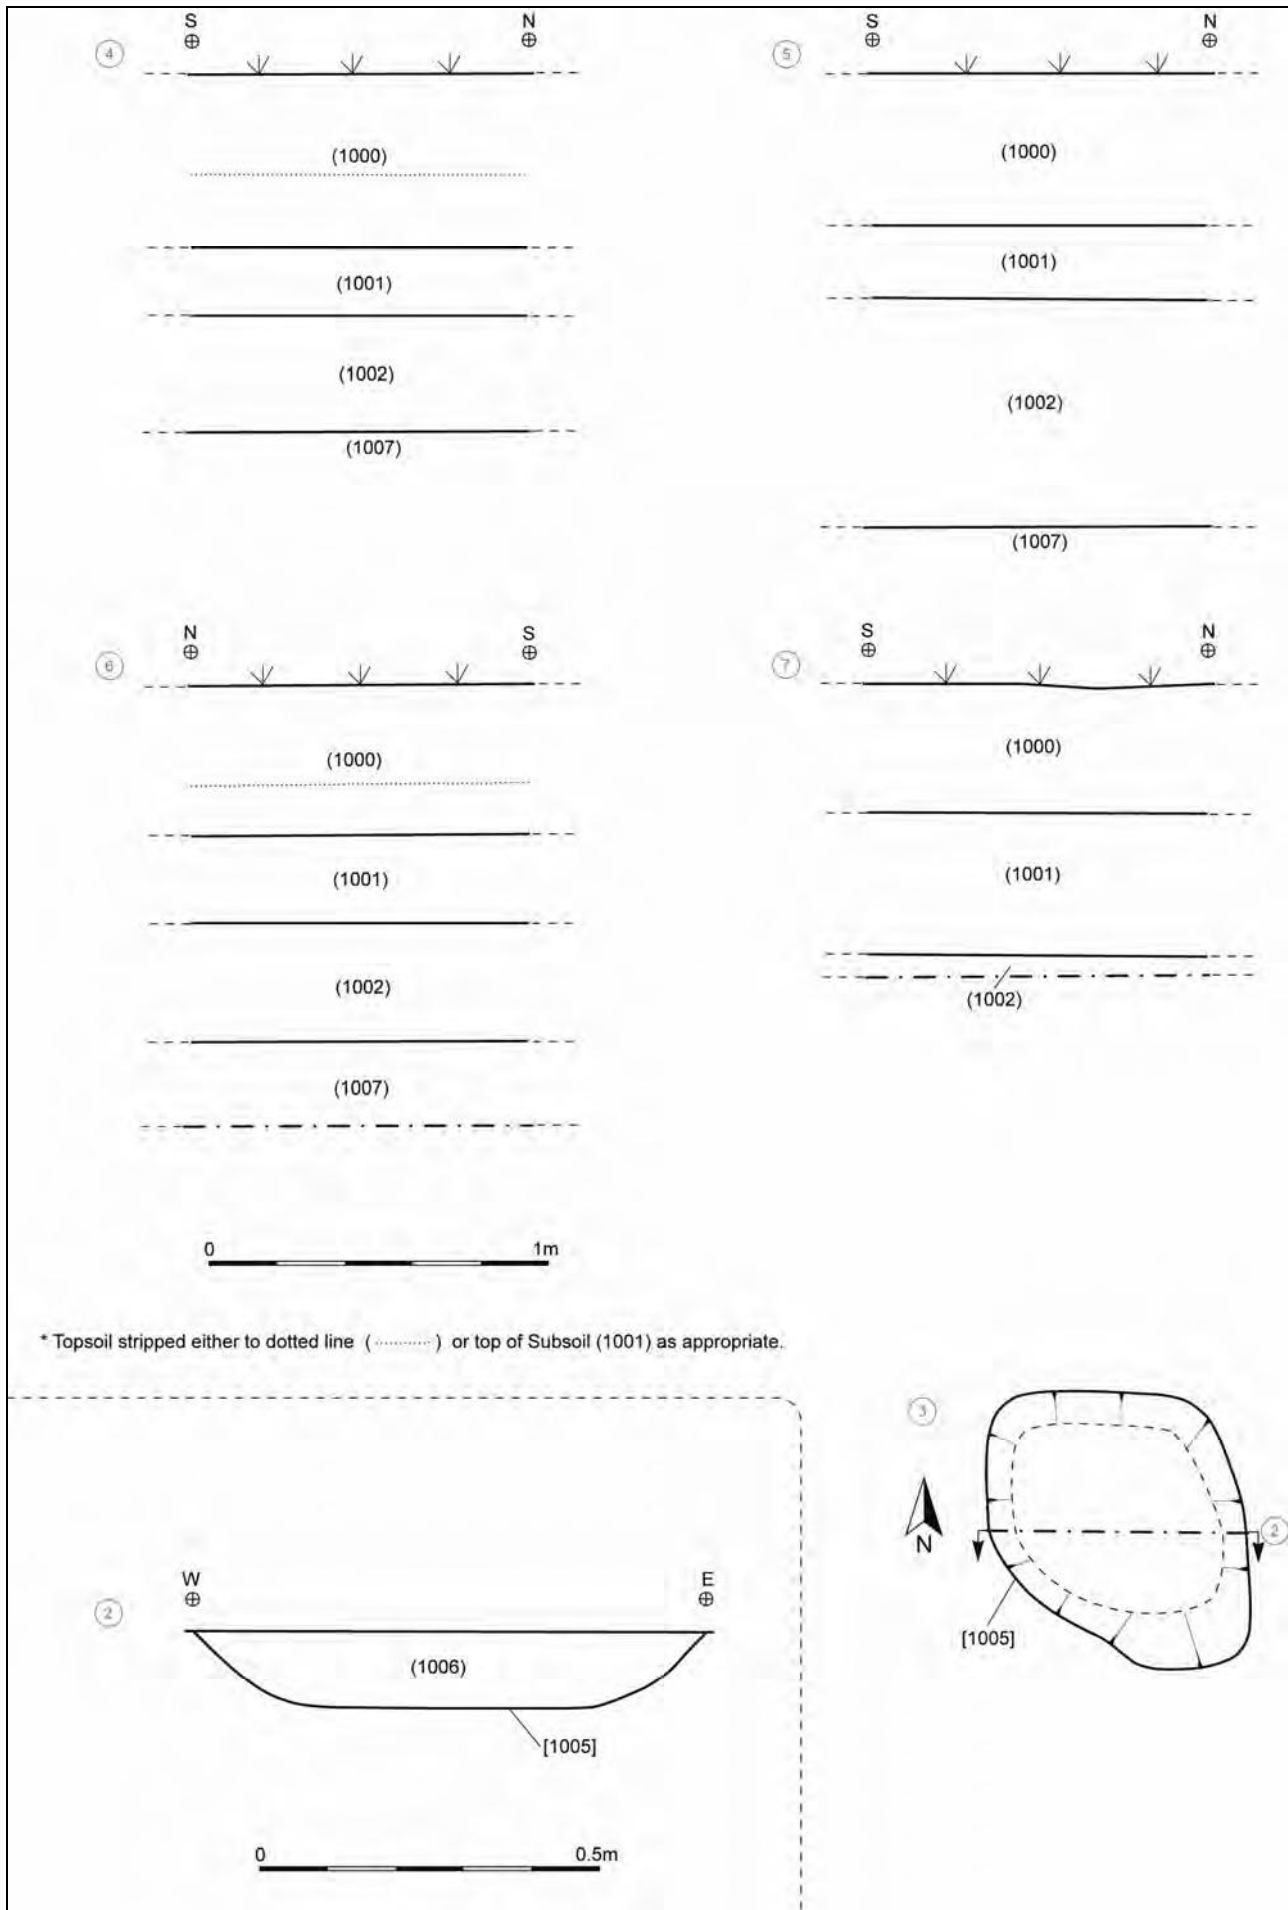 S N
4
(1000)
(1001)
(1002)
(1007)
S N
5
(1000)
(1001)
(1002)
(1007)
N S
6
(1000)
(1001)
(1002)
(1007)
S N
7
(1000)
(1001)
(1002)
0 1m
* Topsoil stripped either to dotted line ( ............ ) or top of Subsoil (1001) as appropriate.
W E
2
(1006)
[1005]
0 0.5m
3
N
2
[1005]